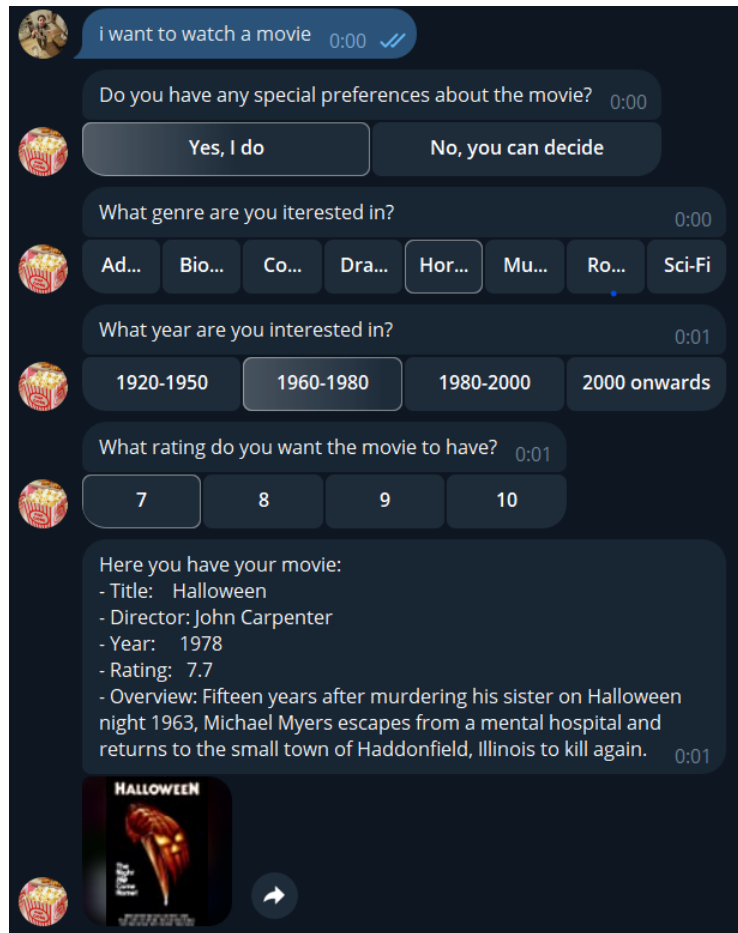 i want to watch a movie 0:00
Do you have any special preferences about the movie? 0:00
Yes, I do No, you can decide
What genre are you iterested in? 0:00
Ad... Bio... Co... Dra... Hor... Mu... Ro... Sci-Fi
What year are you interested in? 0:01
1920-1950 1960-1980 1980-2000 2000 onwards
What rating do you want the movie to have? 0:01
7 8 9 10
Here you have your movie:
- Title: Halloween
- Director: John Carpenter
- Year: 1978
- Rating: 7.7
- Overview: Fifteen years after murdering his sister on Halloween
night 1963, Michael Myers escapes from a mental hospital and
returns to the small town of Haddonfield, Illinois to kill again. 0:01
HALLOWEEN
The
Night
He
Came
Home!